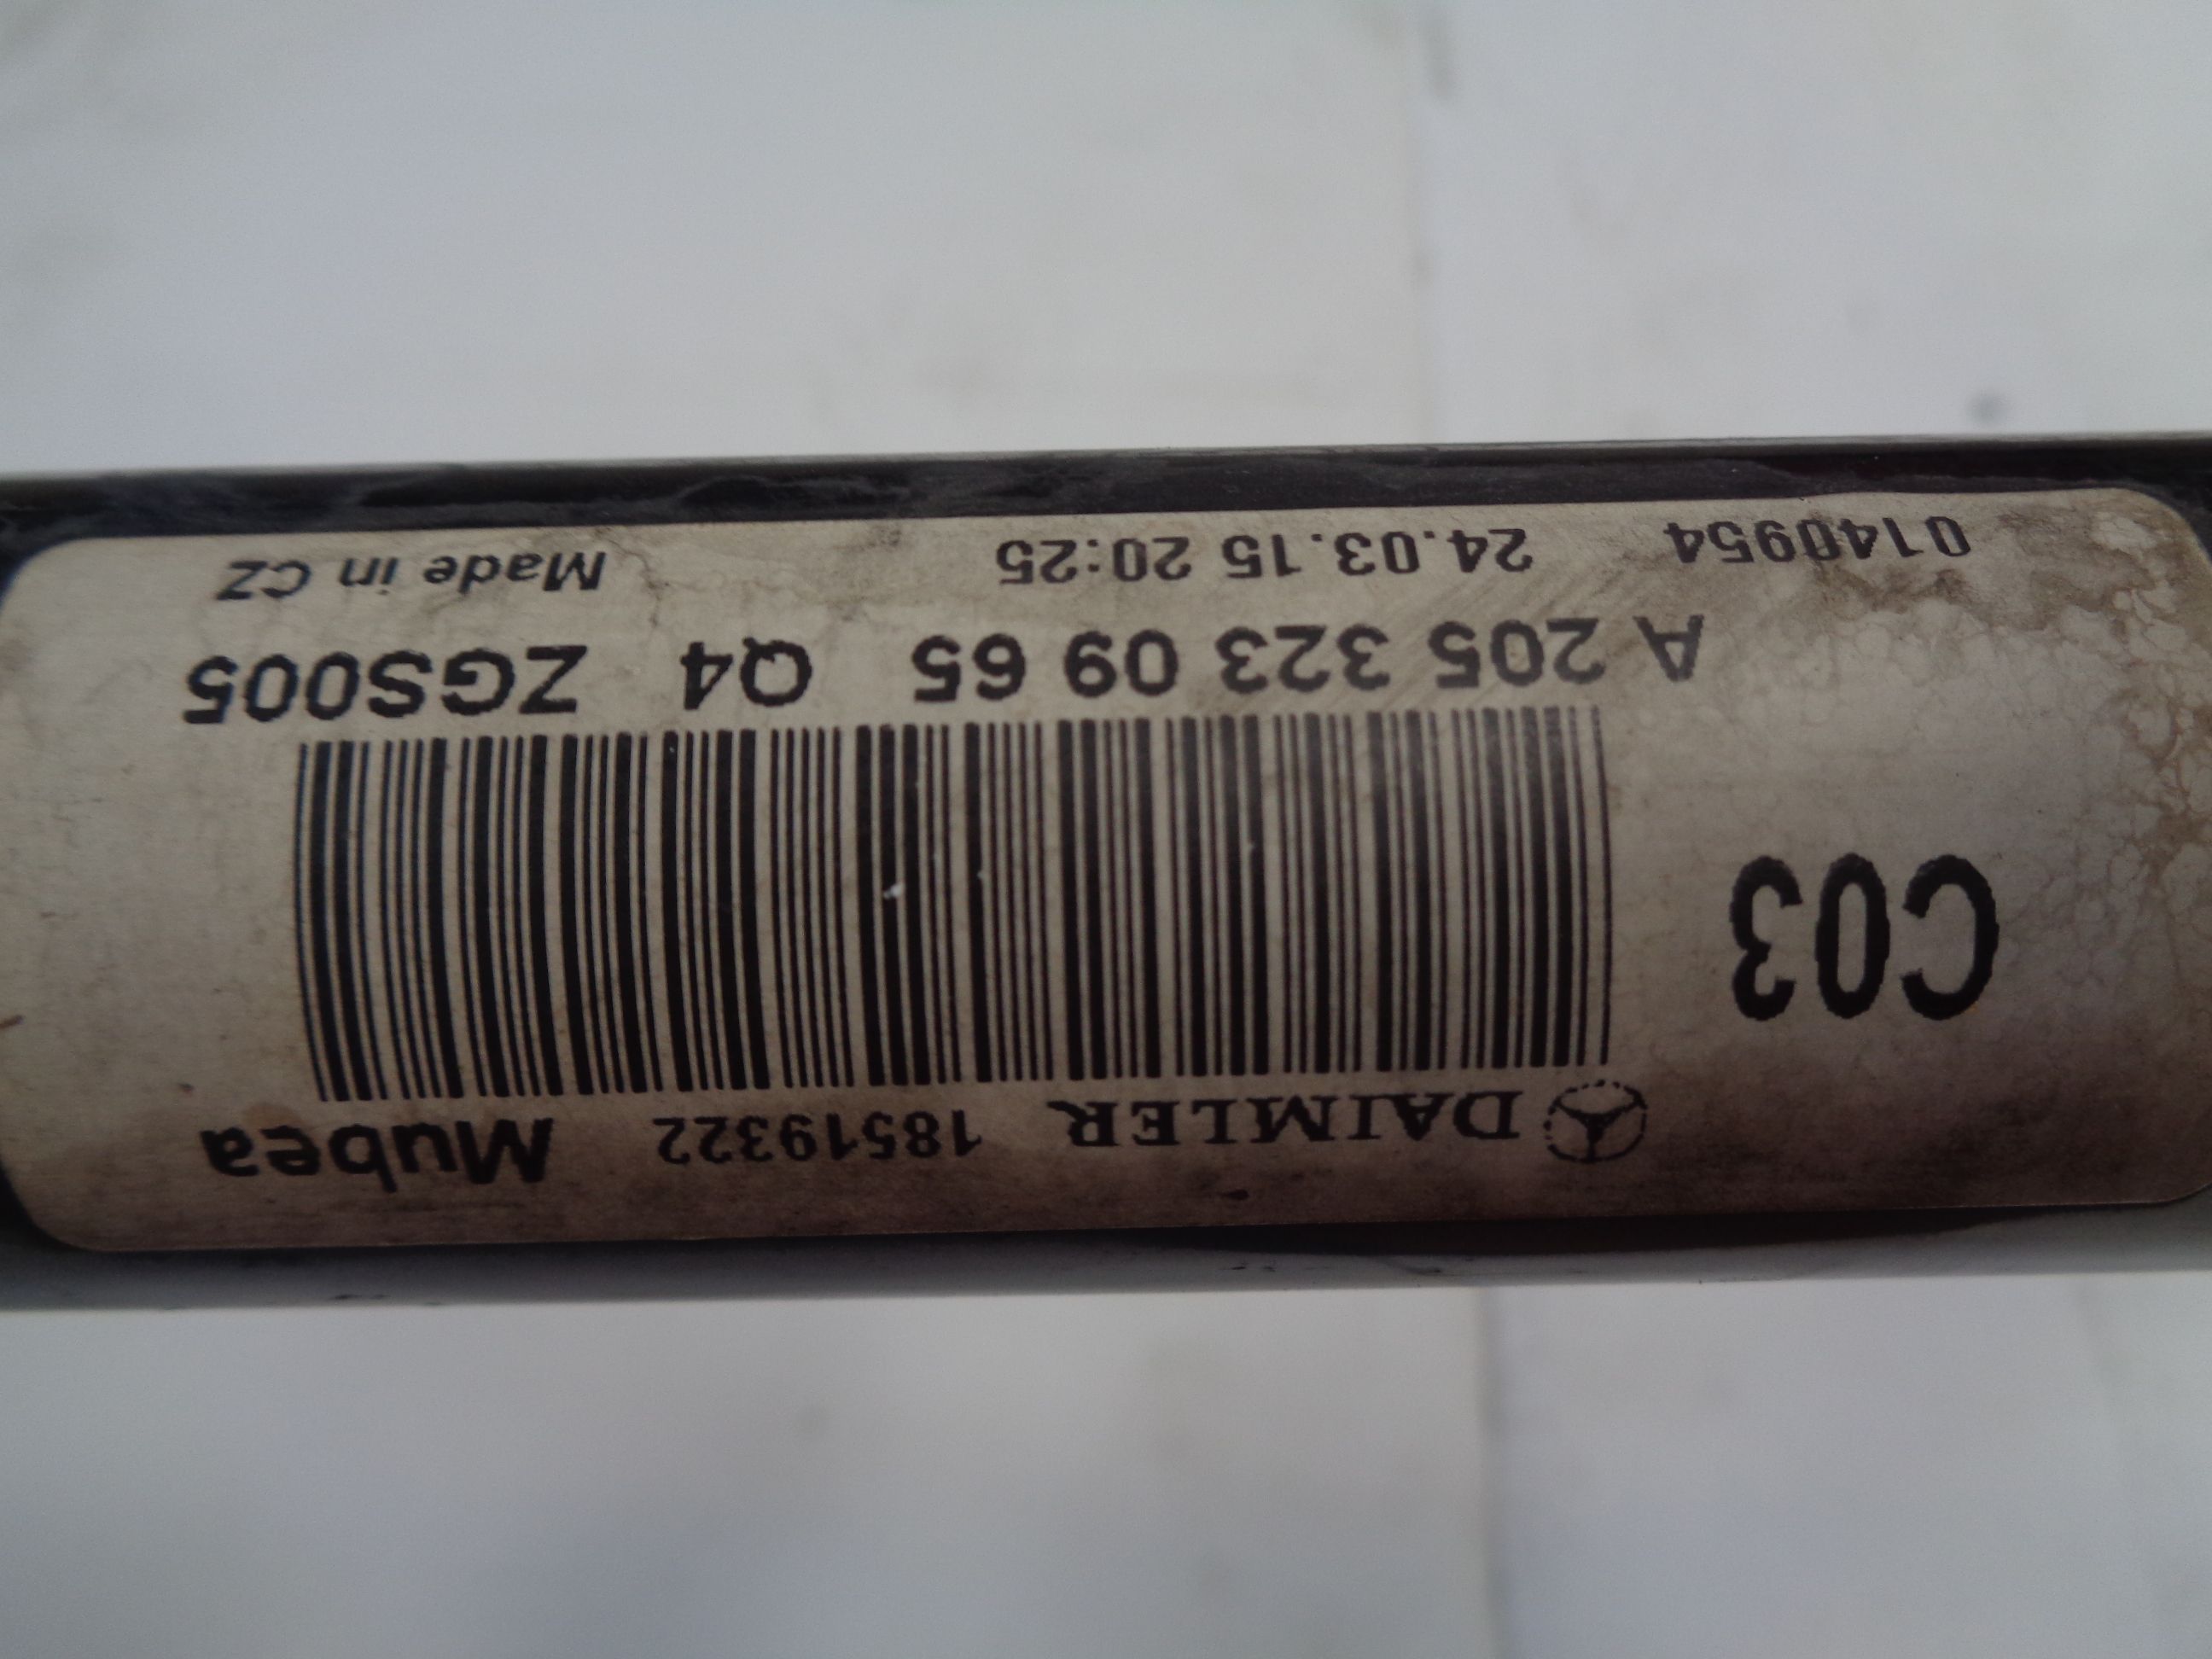 DAIMLER 18519322 Mubea
C03
A 205 323 09 65 Q4 ZGS005
0140954 24.03.15 20:25 Made in CZ